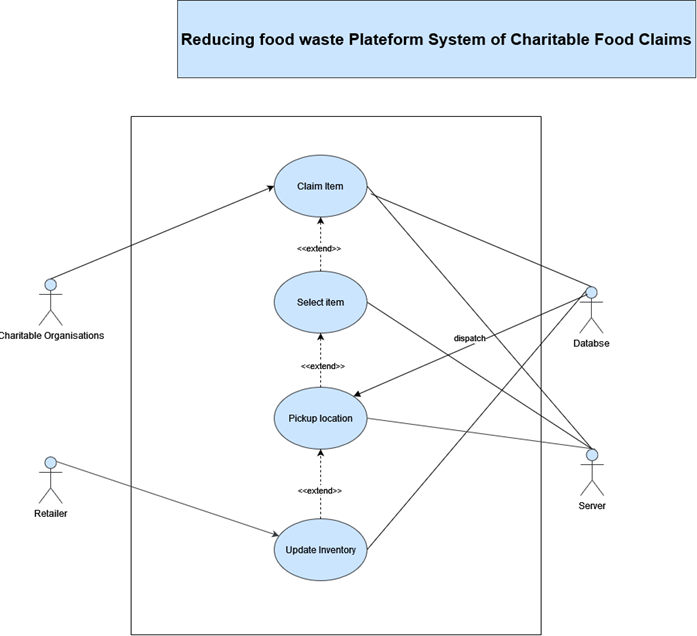 Reducing food waste Plateform System of Charitable Food Claims
Claim Item
<<extend>>
Charitable Organisations
Select item
Databse
dispatch
<<extend>>
Pickup location
Retailer
<<extend>>
Server
Update Inventory